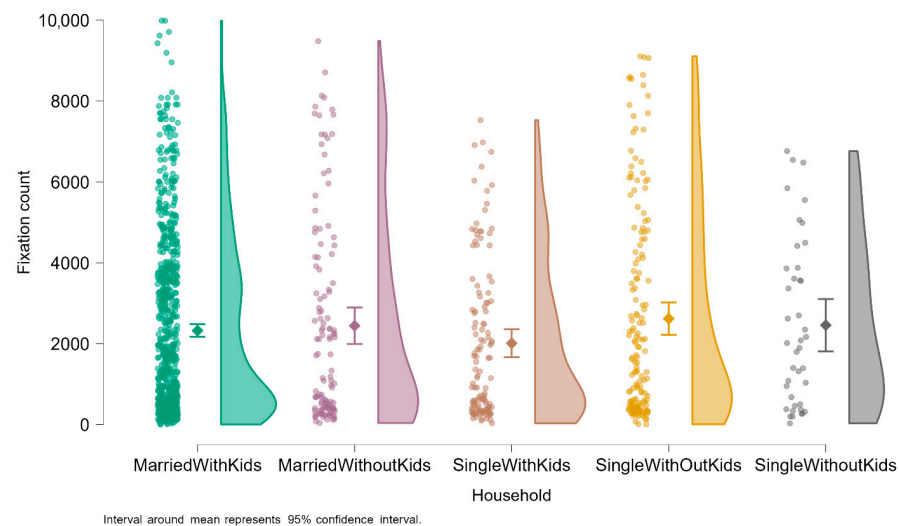 10,000
8000
6000
4000
2000
0
Fixation count
MarriedWithKids MarriedWithoutKids SingleWithKids SingleWithOutKids SingleWithoutKids
Household
Interval around mean represents 95% confidence interval.